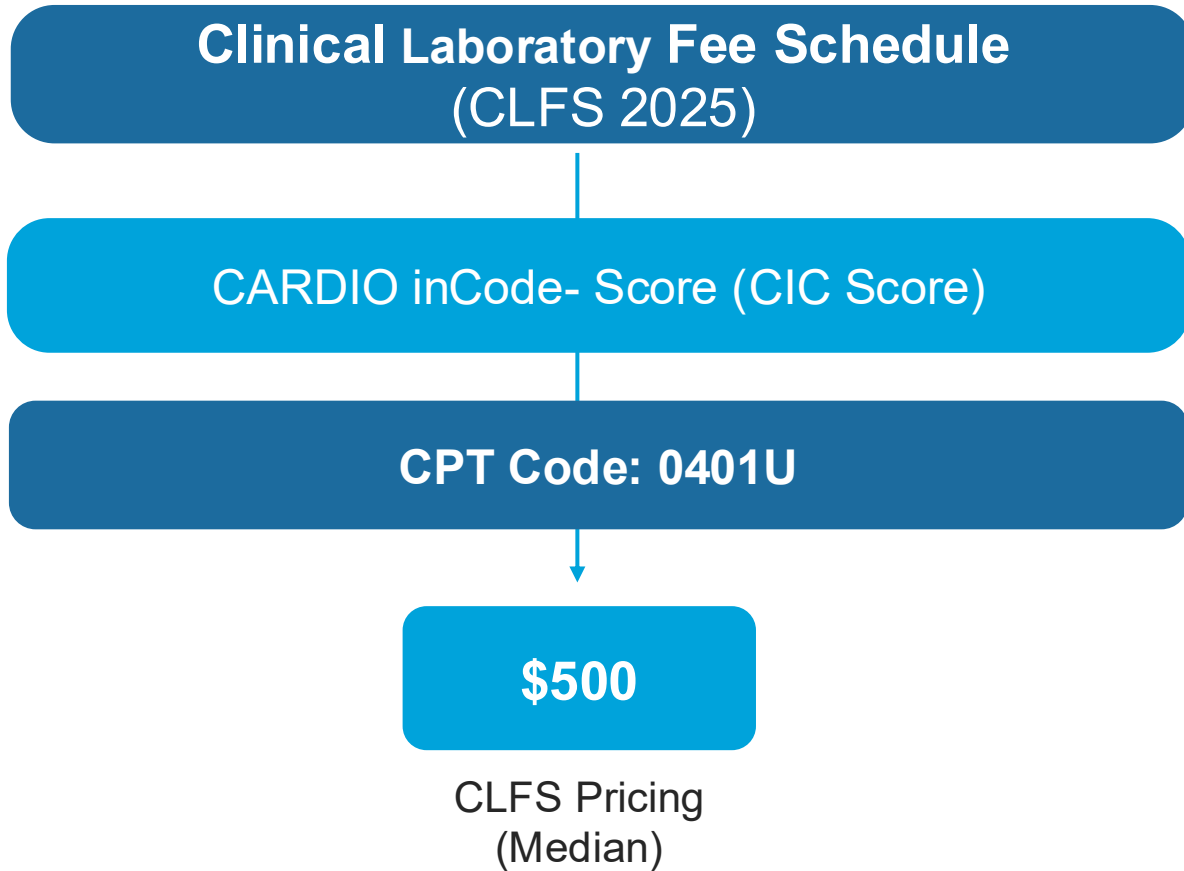 Clinical Laboratory Fee Schedule
(CLFS 2025)
CARDIO inCode- Score (CIC Score)
CPT Code: 0401U
$500
CLFS Pricing
(Median)